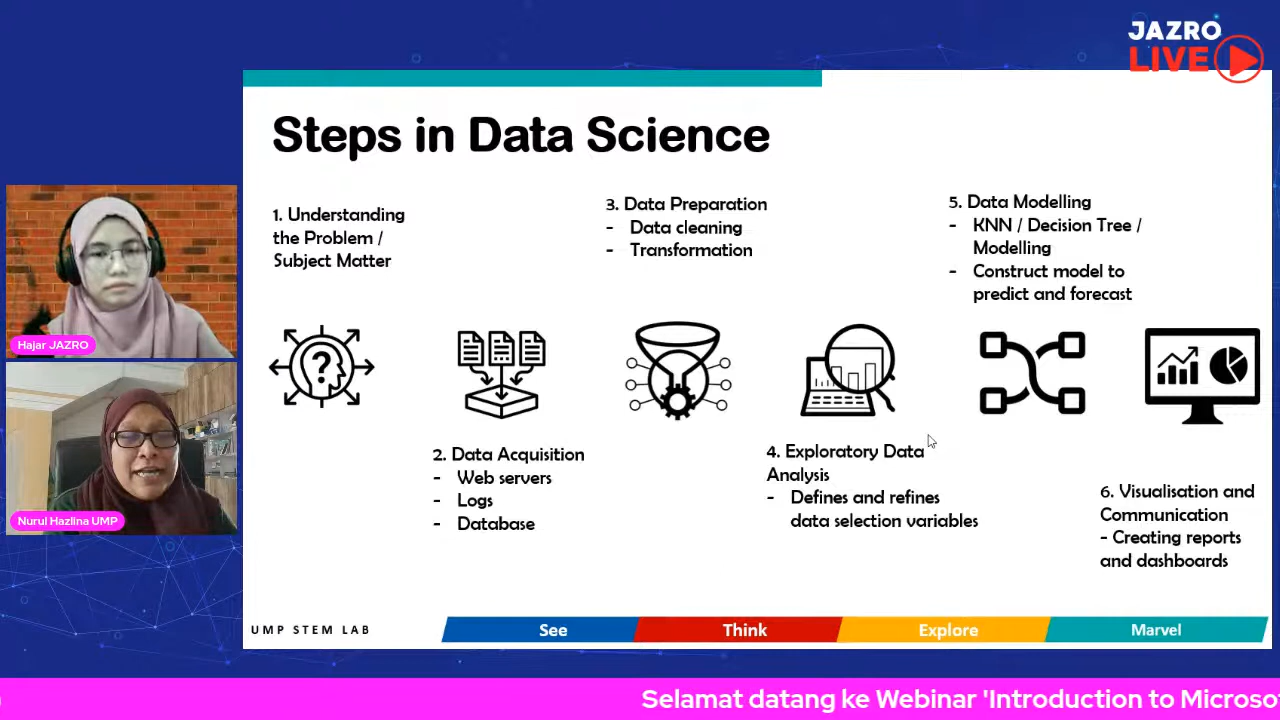 JAZRO
LIVE
Steps in Data Science
1. Understanding
the Problem /
Subject Matter
2. Data Acquisition
- Web servers
- Logs
- Database
3. Data Preparation
- Data cleaning
- Transformation
4. Exploratory Data
Analysis
- Defines and refines
data selection variables
5. Data Modelling
- KNN / Decision Tree /
Modelling
- Construct model to
predict and forecast
6. Visualisation and
Communication
- Creating reports
and dashboards
Hajar JAZRO
Nurul Hazlina UMP
UMP STEM LAB
See
Think
Explore
Marvel
Selamat datang ke Webinar 'Introduction to Microso